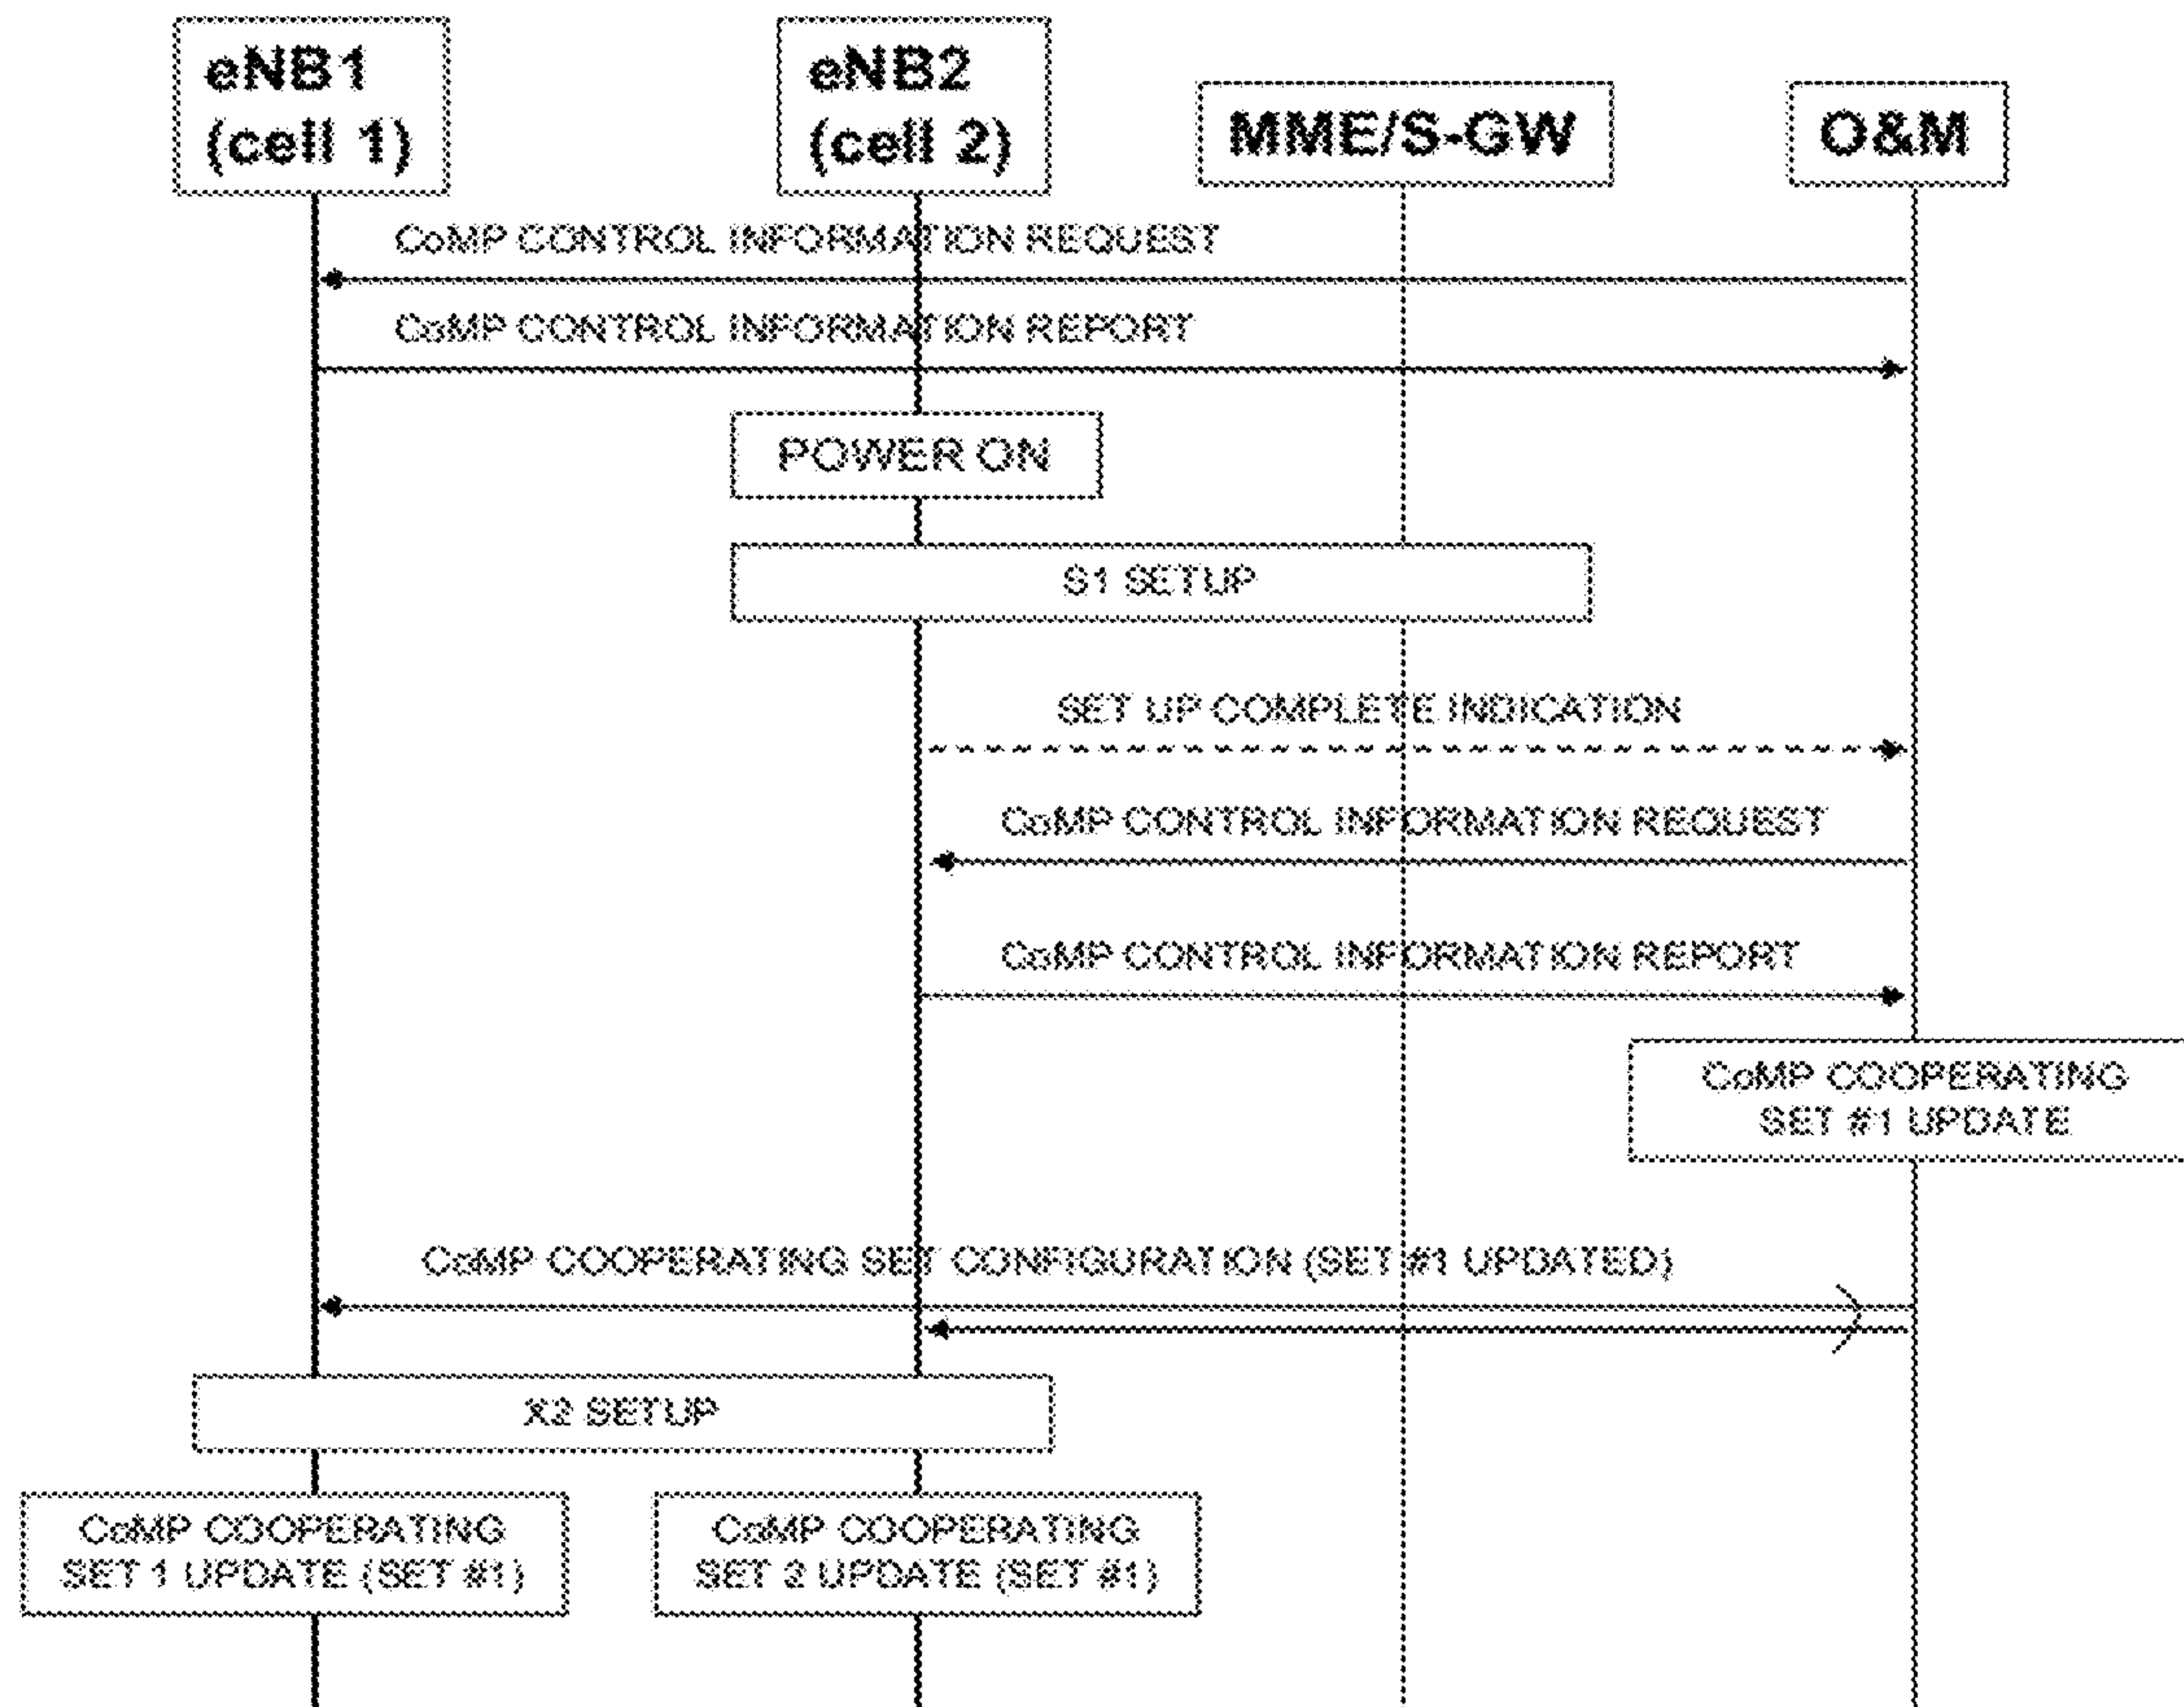 eNB1
(cell 1)
eNB2
(cell 2)
MME/S-GW
O&M
CoMP CONTROL INFORMATION REQUEST
CoMP CONTROL INFORMATION REPORT
POWER ON
S1 SETUP
SET UP COMPLETE INDICATION
CoMP CONTROL INFORMATION REQUEST
CoMP CONTROL INFORMATION REPORT
CoMP COOPERATING
SET #1 UPDATE
CoMP COOPERATING SET CONFIGURATION (SET #1 UPDATED)
X2 SETUP
CoMP COOPERATING
SET 1 UPDATE (SET #1)
CoMP COOPERATING
SET 2 UPDATE (SET #1)